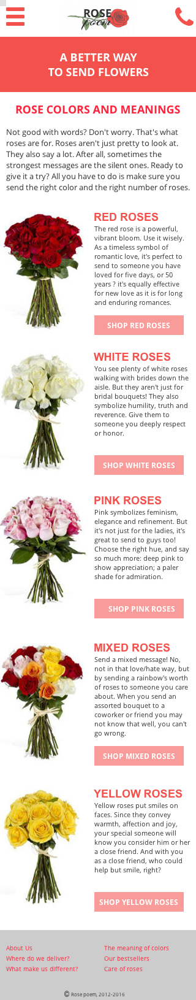 ROSE
poem
A BETTER WAY
TO SEND FLOWERS
ROSE COLORS AND MEANINGS
Not good with words? Don't worry. That's what
roses are for. Roses aren't just pretty to look at.
They also say a lot. After all, sometimes the
strongest messages are the silent ones. Ready to
give it a try? All you have to do is make sure you
send the right color and the right number of roses.
RED ROSES
The red rose is a powerful,
vibrant bloom. Use it wisely.
As a timeless symbol of
romantic love, it's perfect to
send to someone you have
loved for five days, or 50
years ? it's equally effective
for new love as it is for long
and enduring romances.
SHOP RED ROSES
WHITE ROSES
You see plenty of white roses
walking with brides down the
aisle. But they aren't just for
bridal bouquets! They also
symbolize humility, truth and
reverence. Give them to
someone you deeply respect
or honor.
SHOP WHITE ROSES
PINK ROSES
Pink symbolizes feminism,
elegance and refinement. But
it's not just for the ladies, it's
great to send to guys too!
Choose the right hue, and say
so much more: deep pink to
show appreciation; a paler
shade for admiration.
SHOP PINK ROSES
MIXED ROSES
Send a mixed message! No,
not in that love/hate way, but
by sending a rainbow's worth
of roses to someone you care
about. When you send an
assorted bouquet to a
coworker or friend you may
not know that well, you can't
go wrong.
SHOP MIXED ROSES
YELLOW ROSES
Yellow roses put smiles on
faces. Since they convey
warmth, affection and joy,
your special someone will
know you consider him or her
a close friend. And with you
as a close friend, who could
help but smile, right?
SHOP YELLOW ROSES
About Us
Where do we deliver?
What make us different?
The meaning of colors
Our bestsellers
Care of roses
© Rose poem, 2012-2016